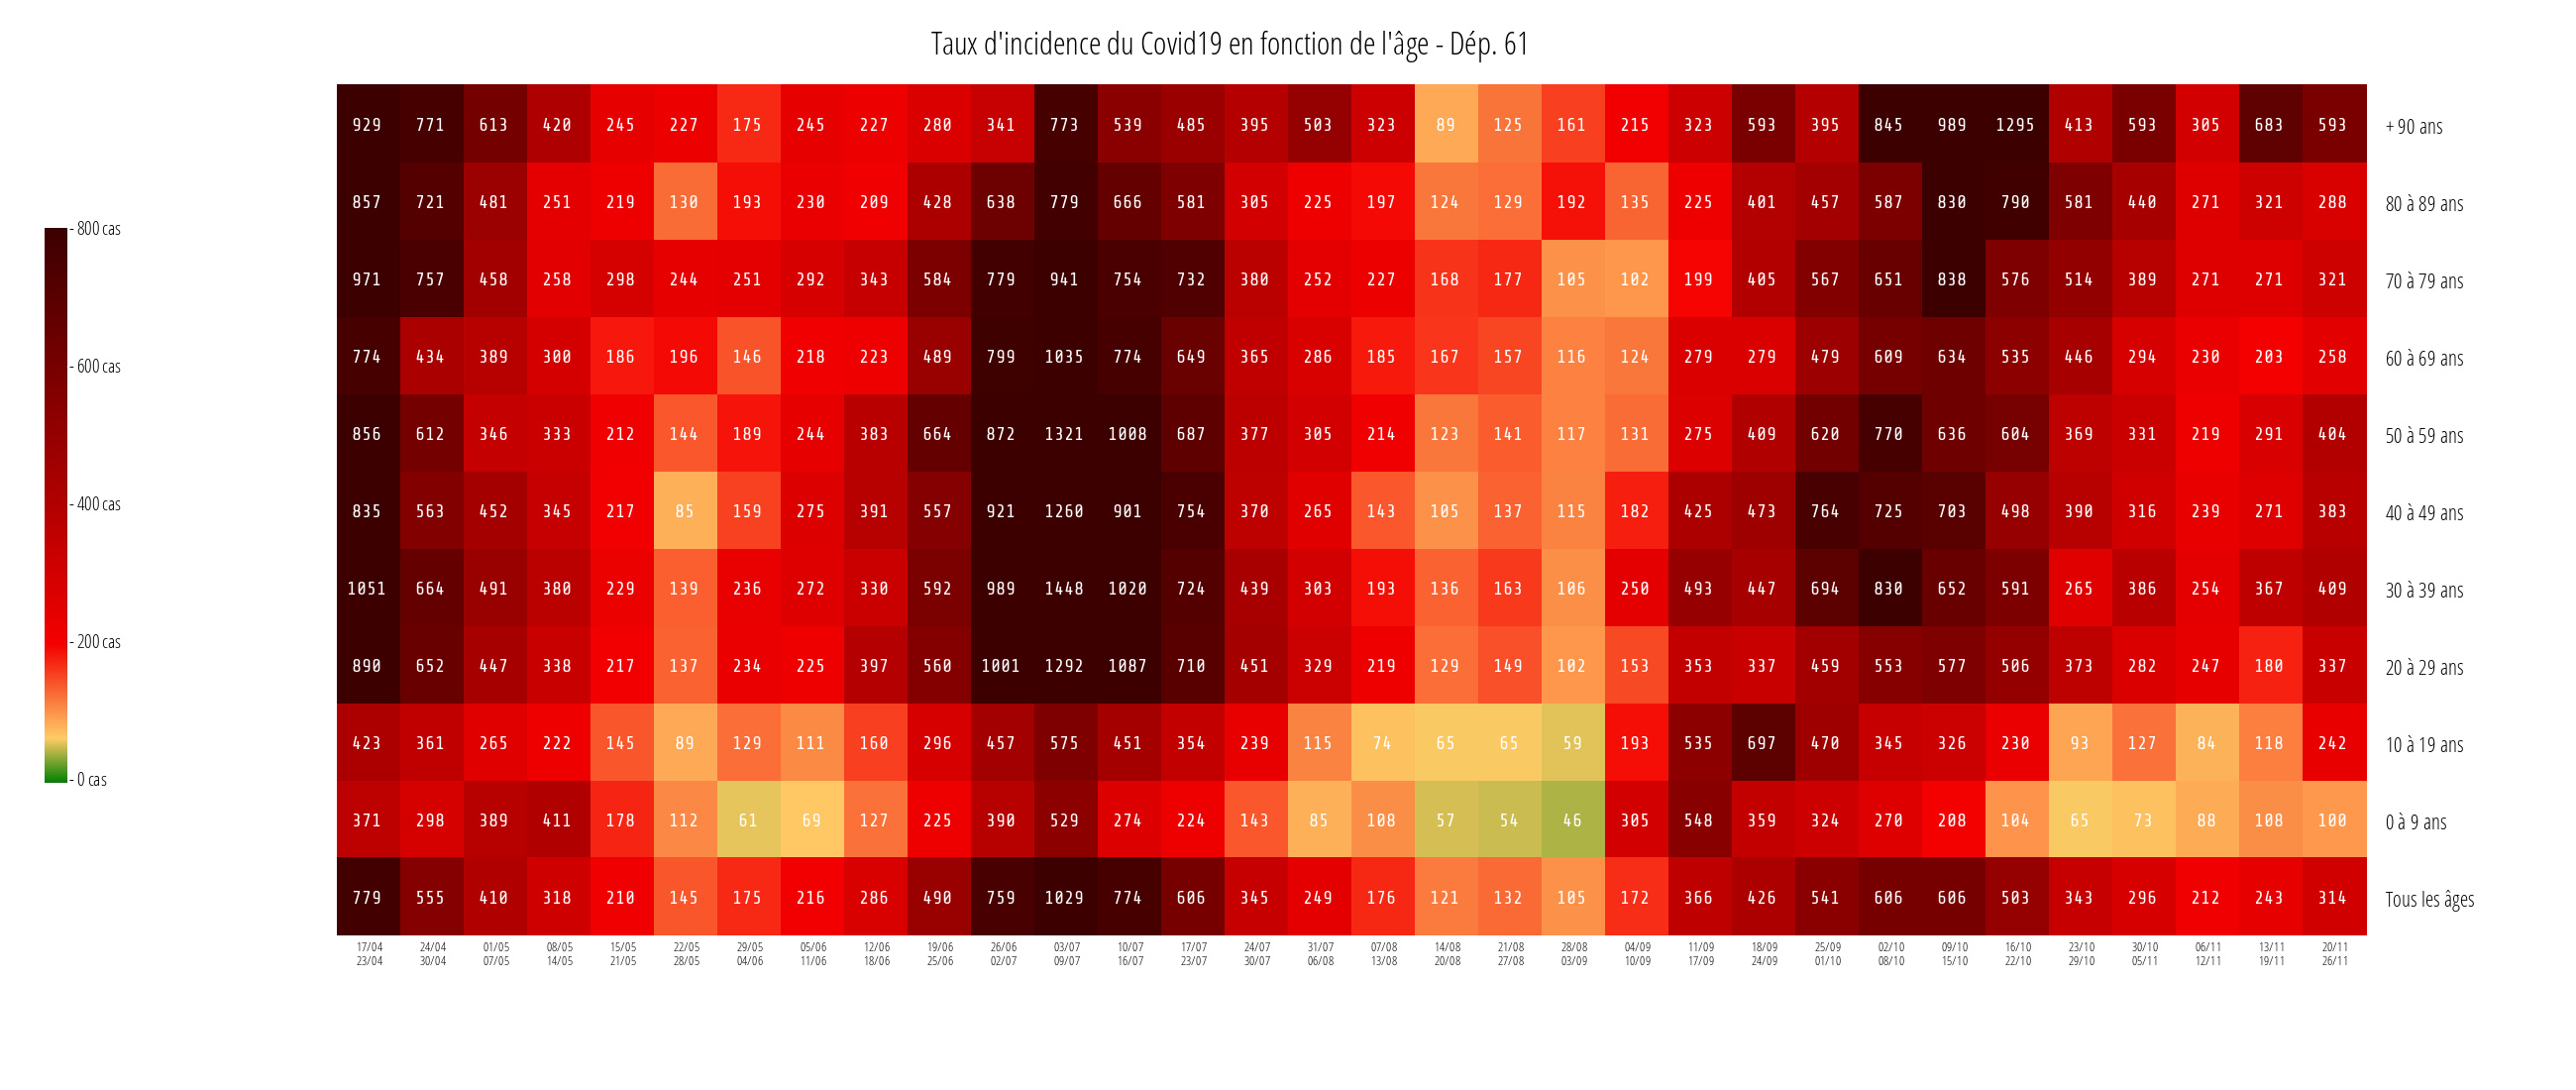 Taux d'incidence du Covid19 en fonction de l'âge - Dép. 61
929 771 613 420 245 227 175 245 227 280 341 773 539 485 395 503 323 89 125 161 215 323 593 395 845 989 1295 413 593 305 683 593 + 90 ans
857 721 481 251 219 130 193 230 209 428 638 779 666 581 305 225 197 124 129 192 135 225 401 457 587 830 790 581 440 271 321 288 80 à 89 ans
971 757 458 258 298 244 251 292 343 584 779 941 754 732 380 252 227 168 177 105 102 199 405 567 651 838 576 514 389 271 271 321 70 à 79 ans
774 434 389 300 186 196 146 218 223 489 799 1035 774 649 365 286 185 167 157 116 124 279 279 479 609 634 535 446 294 230 203 258 60 à 69 ans
856 612 346 333 212 144 189 244 383 664 872 1321 1008 687 377 305 214 123 141 117 131 275 409 620 770 636 604 369 331 219 291 404 50 à 59 ans
835 563 452 345 217 85 159 275 391 557 921 1260 901 754 370 265 143 105 137 115 182 425 473 764 725 703 498 390 316 239 271 383 40 à 49 ans
1051 664 491 380 229 139 236 272 330 592 989 1448 1020 724 439 303 193 136 163 106 250 493 447 694 830 652 591 265 386 254 367 409 30 à 39 ans
890 652 447 338 217 137 234 225 397 560 1001 1292 1087 710 451 329 219 129 149 102 153 353 337 459 553 577 506 373 282 247 180 337 20 à 29 ans
423 361 265 222 145 89 129 111 160 296 457 575 451 354 239 115 74 65 65 59 193 535 697 470 345 326 230 93 127 84 118 242 10 à 19 ans
371 298 389 411 178 112 61 69 127 225 390 529 274 224 143 85 108 57 54 46 305 548 359 324 270 208 104 65 73 88 108 100 0 à 9 ans
779 555 410 318 210 145 175 216 286 490 759 1029 774 606 345 249 176 121 132 105 172 366 426 541 606 606 503 343 296 212 243 314 Tous les âges
17/04 24/04 01/05 08/05 15/05 22/05 29/05 05/06 12/06 19/06 26/06 03/07 10/07 17/07 24/07 31/07 07/08 14/08 21/08 28/08 04/09 11/09 18/09 25/09 02/10 09/10 16/10 23/10 30/10 06/11 13/11 20/11
23/04 30/04 07/05 14/05 21/05 28/05 04/06 11/06 18/06 25/06 02/07 09/07 16/07 23/07 30/07 06/08 13/08 20/08 27/08 03/09 10/09 17/09 24/09 01/10 08/10 15/10 22/10 29/10 05/11 12/11 19/11 26/11
- 800 cas
- 600 cas
- 400 cas
- 200 cas
- 0 cas